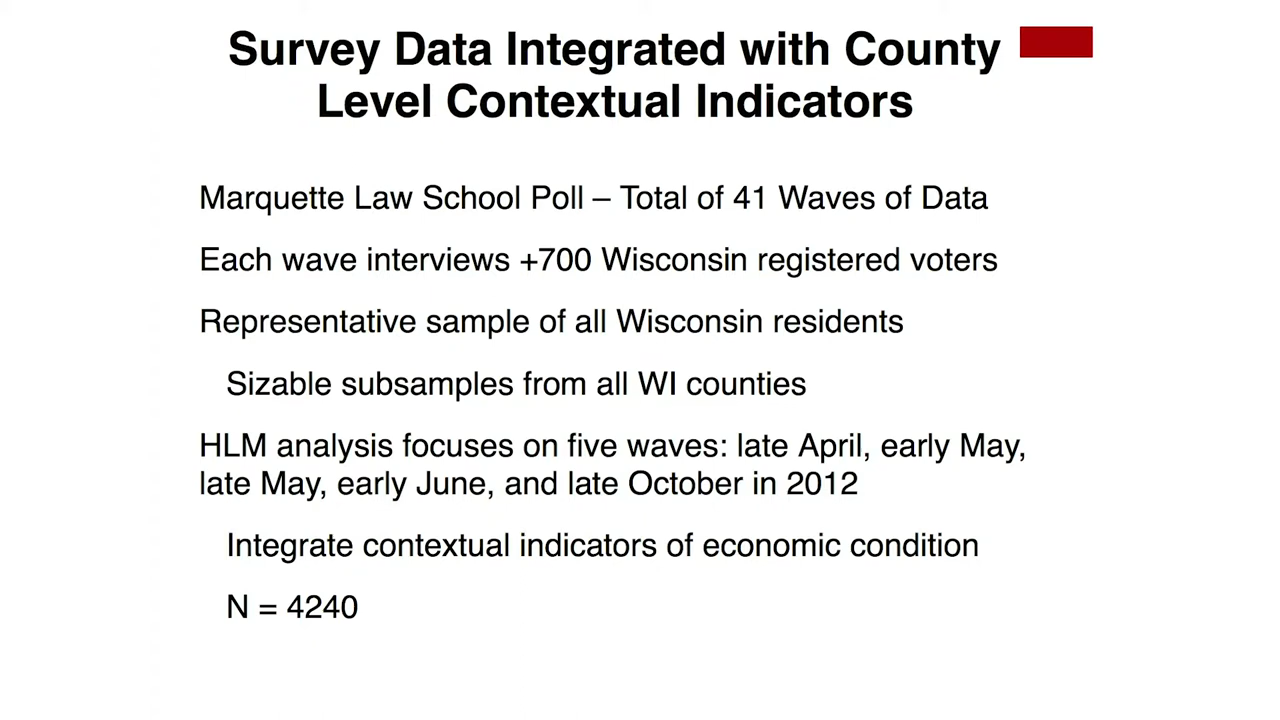 Survey Data Integrated with County
Level Contextual Indicators
Marquette Law School Poll – Total of 41 Waves of Data
Each wave interviews +700 Wisconsin registered voters
Representative sample of all Wisconsin residents
Sizable subsamples from all WI counties
HLM analysis focuses on five waves: late April, early May,
late May, early June, and late October in 2012
Integrate contextual indicators of economic condition
N = 4240